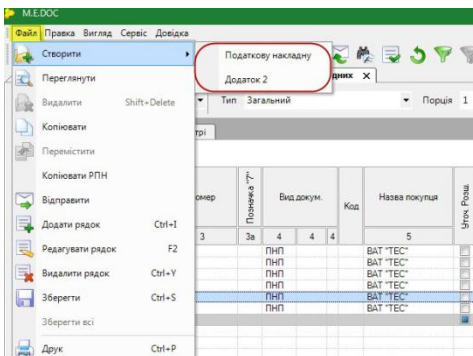 M.E.DOC
Файл Правка Вигляд Сервіс Довідка
Створити
Податкову накладну
Додаток 2
Переглянути
дних X
Видалити Shift+Delete
Тип Загальний Порція 1
Копіювати
трі
Перемістити
Копіювати РПН
Відправити
омер Позначка "7" Вид докум. Код Назва покупця Уточ. Розш.
Додати рядок Ctrl+I
3 3а 4 4 4 5
Редагувати рядок F2
ПНП ВАТ "ТЕС"
ПНП ВАТ "ТЕС"
Видалити рядок Ctrl+Y
ПНП ВАТ "ТЕС"
ПНП ВАТ "ТЕС"
Зберегти Ctrl+S
ПНП ВАТ "ТЕС"
Зберегти всі
Друк Ctrl+P